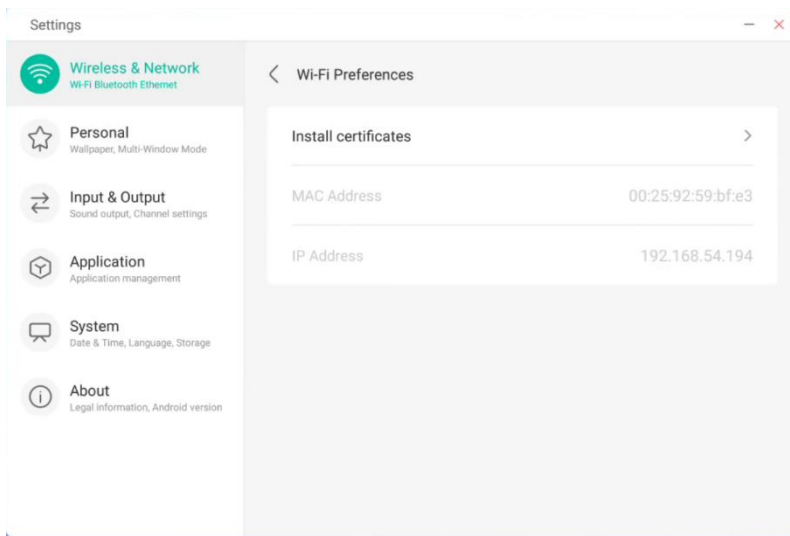 Settings
Wireless & Network
Wi-Fi Bluetooth Ethernet
Personal
Wallpaper, Multi-Window Mode
Input & Output
Sound output, Channel settings
Application
Application management
System
Date & Time, Language, Storage
About
Legal information, Android version
Wi-Fi Preferences
Install certificates
MAC Address 00:25:92:59:bf:e3
IP Address 192.168.54.194